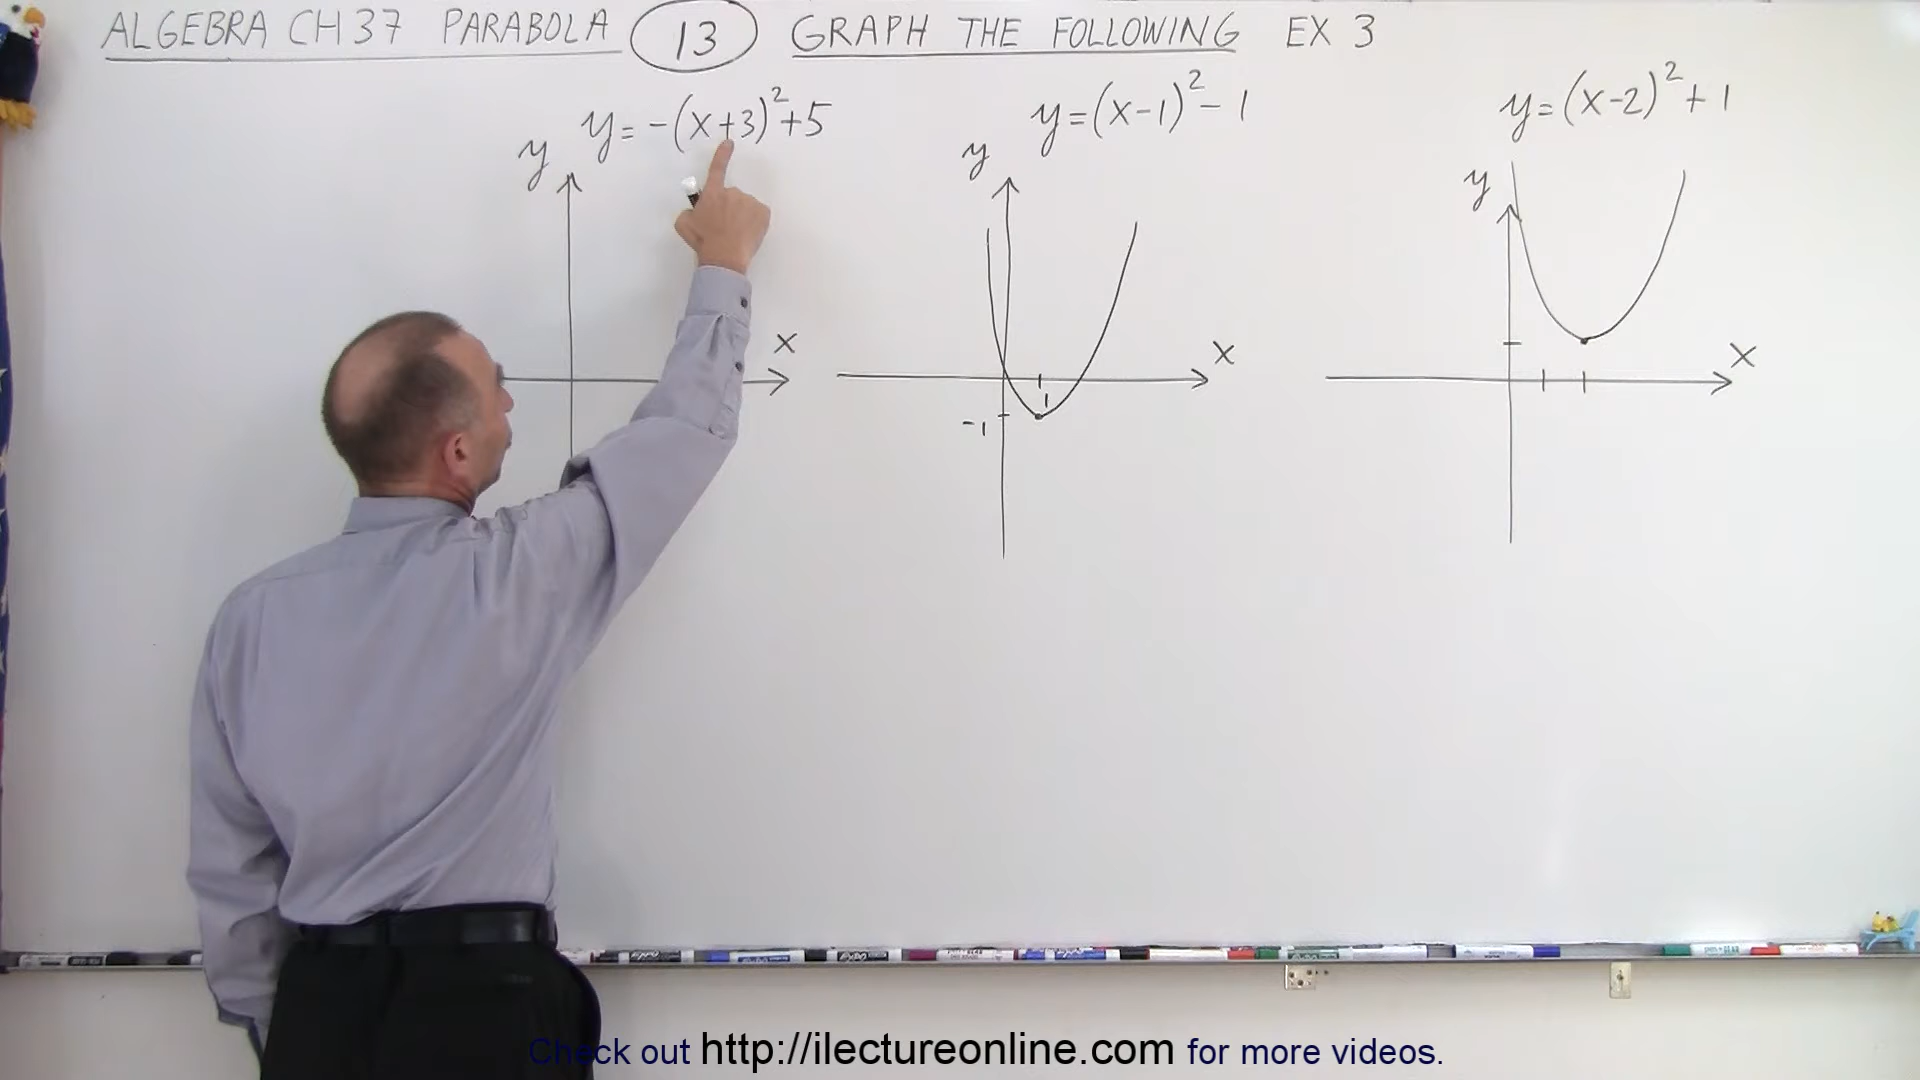 ALGEBRA CH 37 PARABOLA 13 GRAPH THE FOLLOWING EX 3
y = -(x+3)²+5
y = (x-1)² - 1
y = (x-2)² + 1
y
x
y
x
1
-1
y
x
Check out http://ilectureonline.com for more videos.